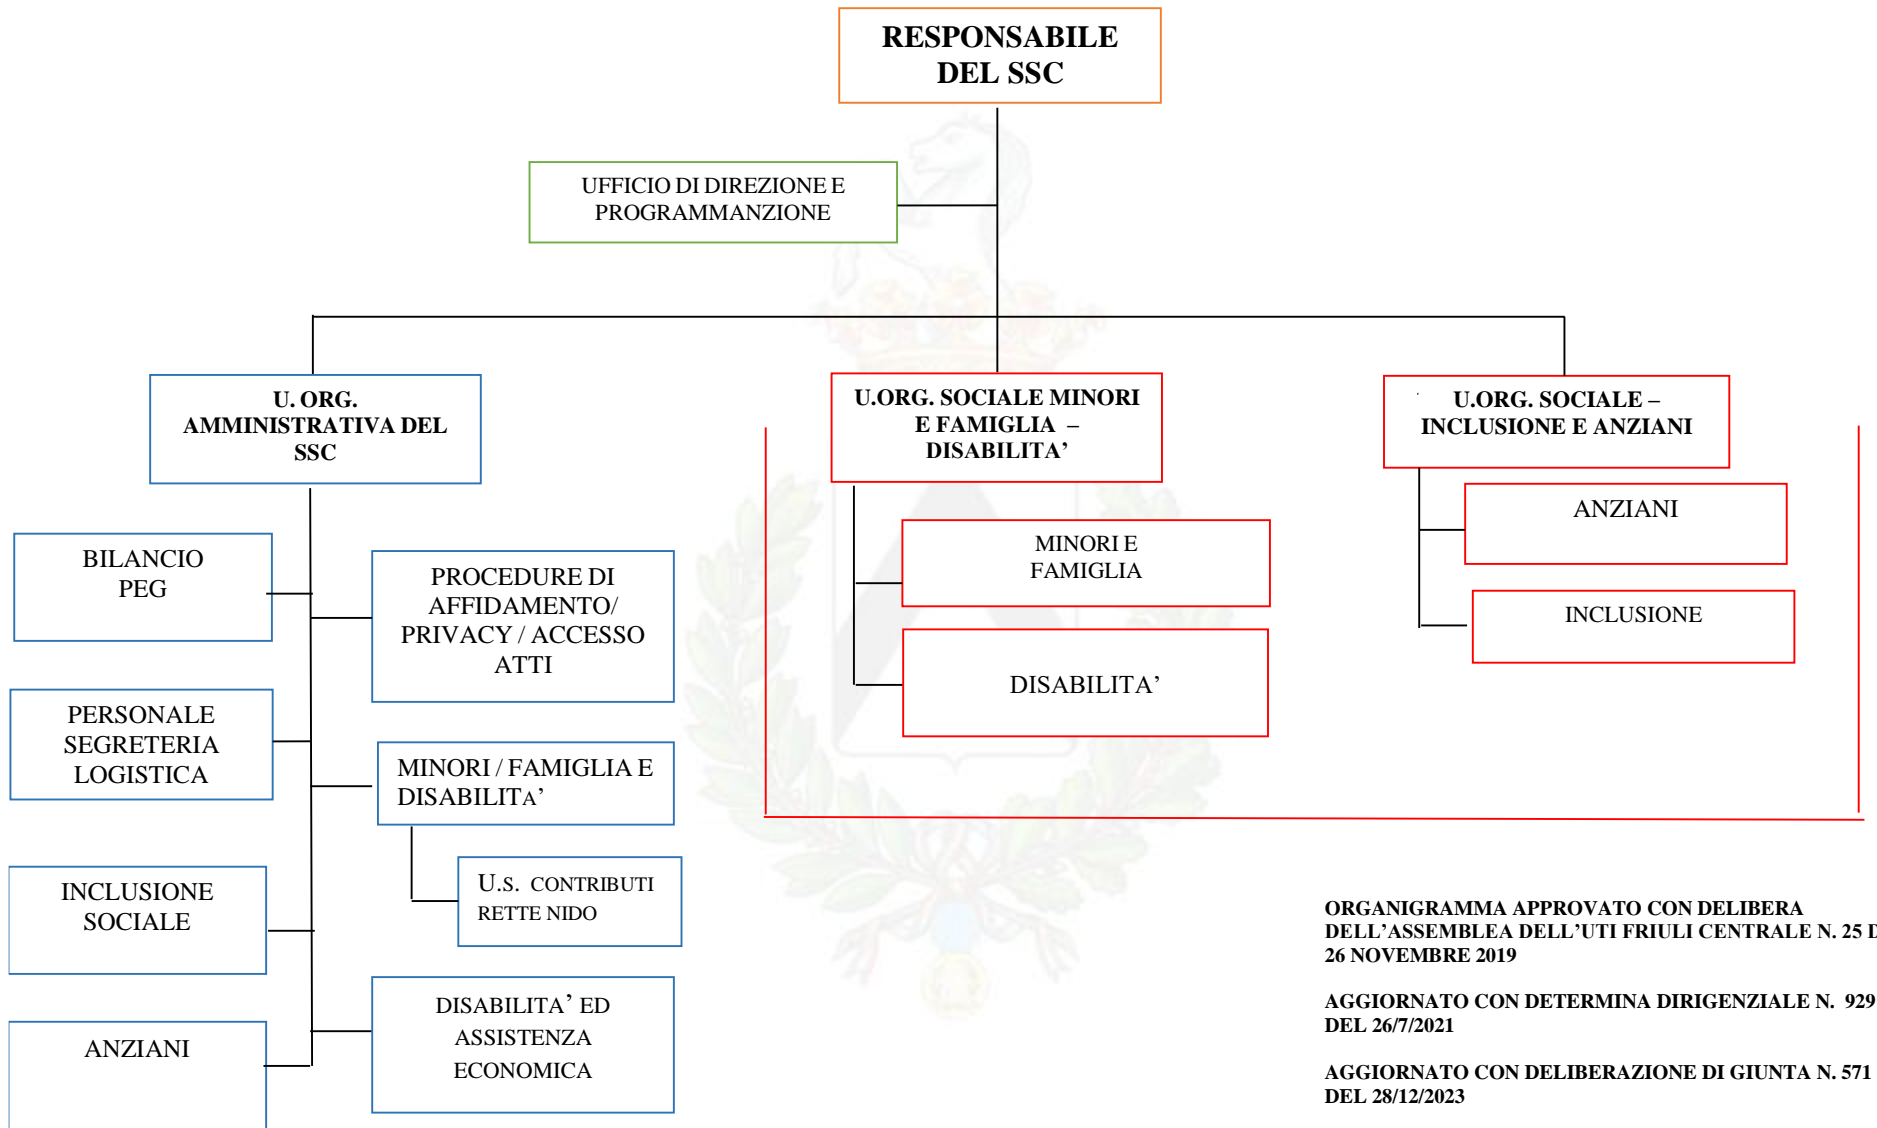 RESPONSABILE
DEL SSC
UFFICIO DI DIREZIONE E
PROGRAMMANZIONE
U. ORG.
AMMINISTRATIVA DEL
SSC
U.ORG. SOCIALE MINORI
E FAMIGLIA –
DISABILITA’
U.ORG. SOCIALE –
INCLUSIONE E ANZIANI
BILANCIO
PEG
PROCEDURE DI
AFFIDAMENTO/
PRIVACY / ACCESSO
ATTI
PERSONALE
SEGRETERIA
LOGISTICA
MINORI / FAMIGLIA E
DISABILITA’
U.S. CONTRIBUTI
RETTE NIDO
INCLUSIONE
SOCIALE
DISABILITA’ ED
ASSISTENZA
ECONOMICA
ANZIANI
MINORI E
FAMIGLIA
DISABILITA’
ANZIANI
INCLUSIONE
ORGANIGRAMMA APPROVATO CON DELIBERA
DELL’ASSEMBLEA DELL’UTI FRIULI CENTRALE N. 25 D
26 NOVEMBRE 2019
AGGIORNATO CON DETERMINA DIRIGENZIALE N. 929
DEL 26/7/2021
AGGIORNATO CON DELIBERAZIONE DI GIUNTA N. 571
DEL 28/12/2023